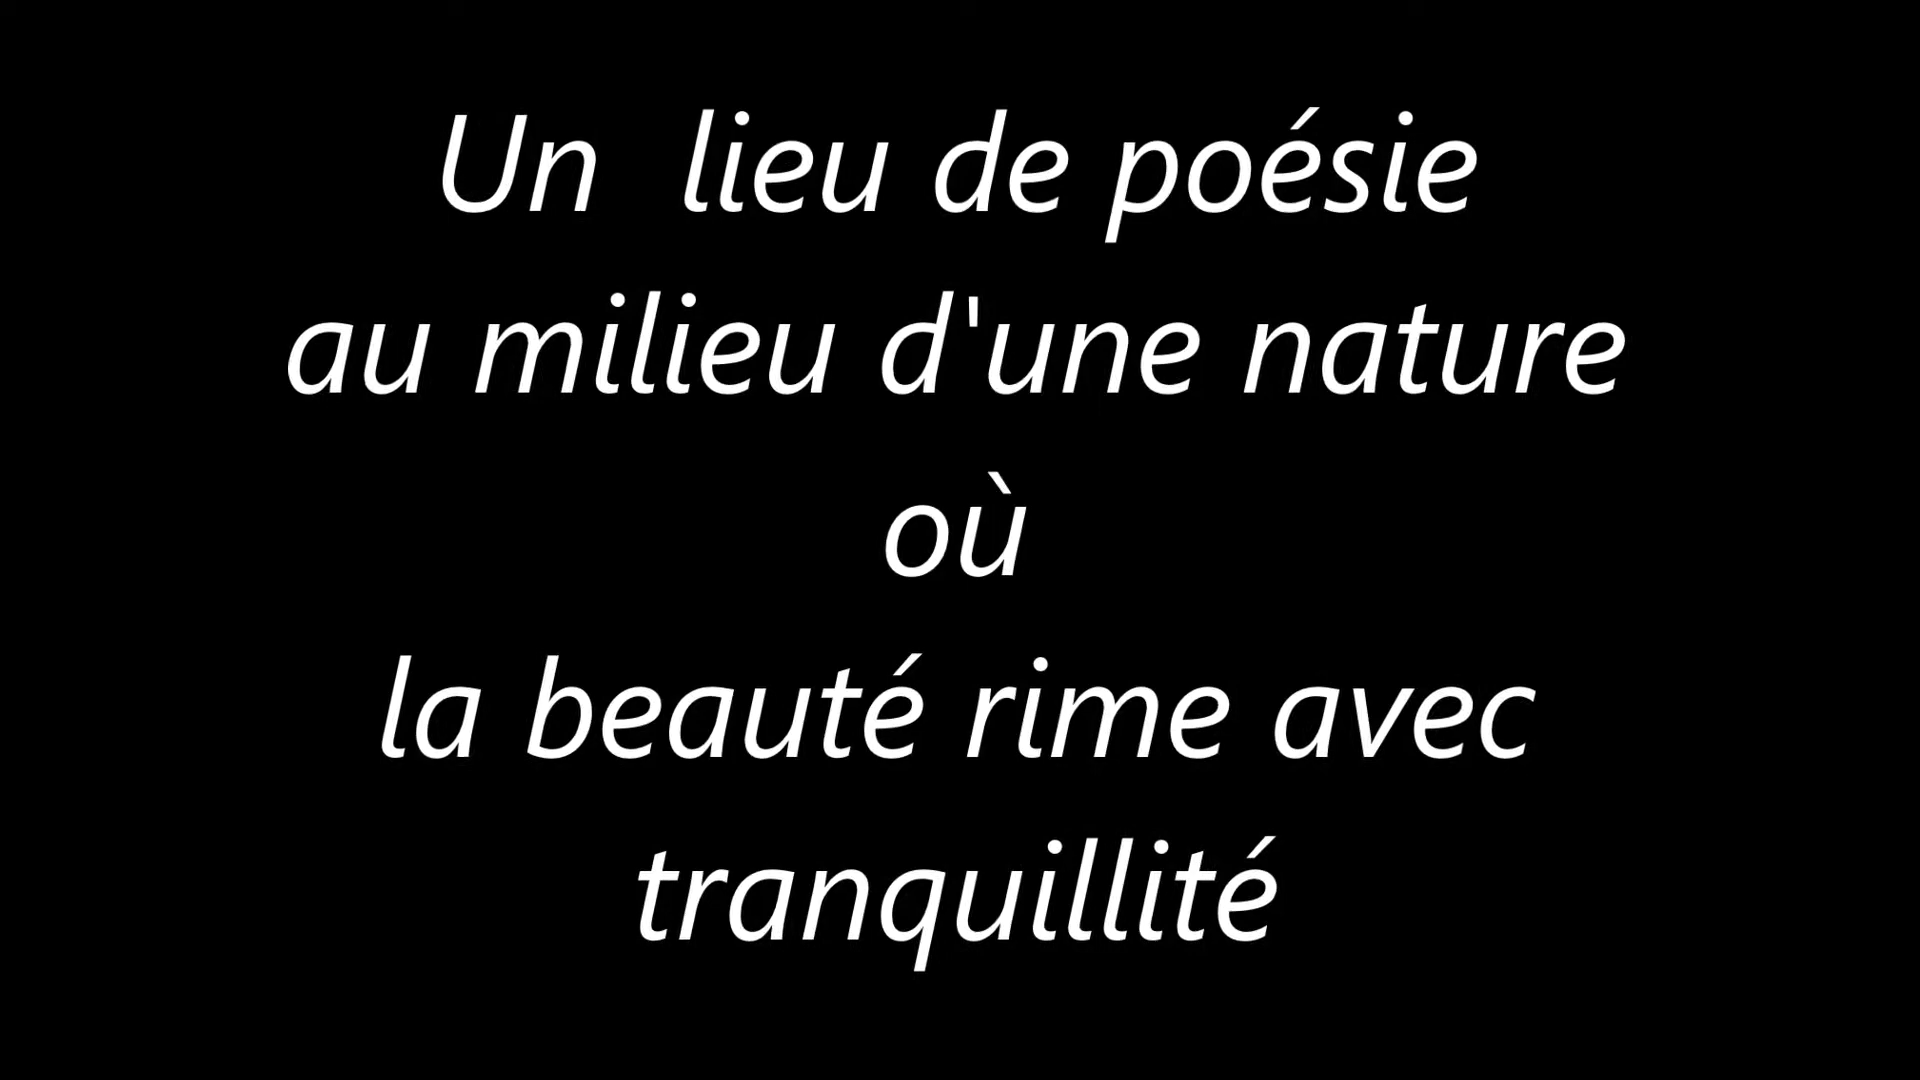 Un  lieu de poésie
au milieu d'une nature
où
la beauté rime avec
tranquillité